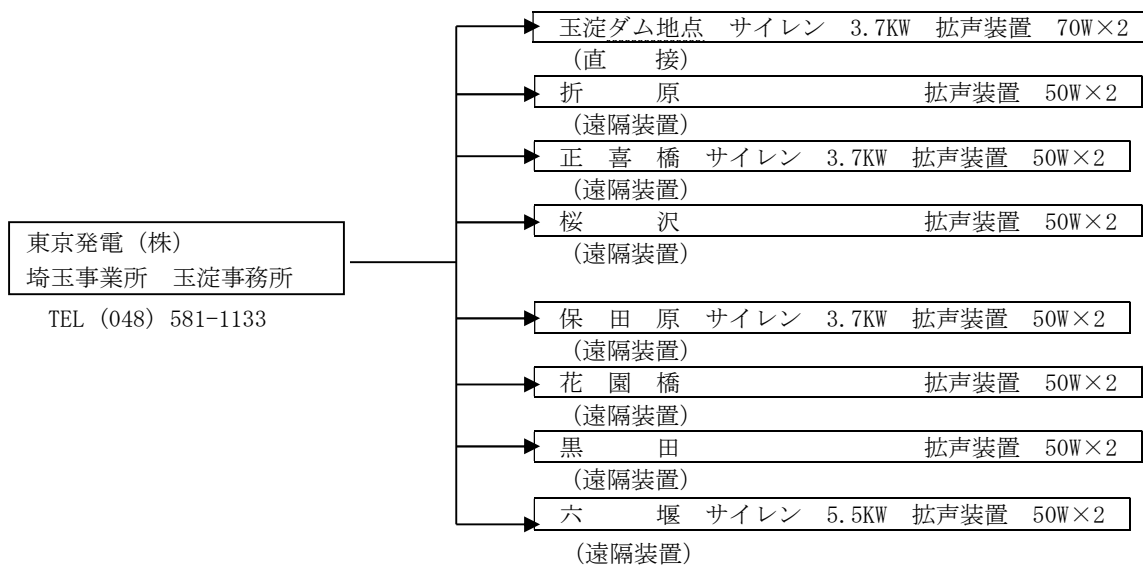 玉淀ダム地点　サイレン　3.7KW　拡声装置　70W×2
（直　　接）
折　　　原　　　　　　　　　　　拡声装置　50W×2
（遠隔装置）
正　喜　橋　サイレン　3.7KW　拡声装置　50W×2
（遠隔装置）
桜　　　沢　　　　　　　　　　　拡声装置　50W×2
（遠隔装置）
東京発電（株）
埼玉事業所　玉淀事務所
TEL（048）581-1133
保　田　原　サイレン　3.7KW　拡声装置　50W×2
（遠隔装置）
花　園　橋　　　　　　　　　　　拡声装置　50W×2
（遠隔装置）
黒　　　田　　　　　　　　　　　拡声装置　50W×2
（遠隔装置）
六　　　堰　サイレン　5.5KW　拡声装置　50W×2
（遠隔装置）